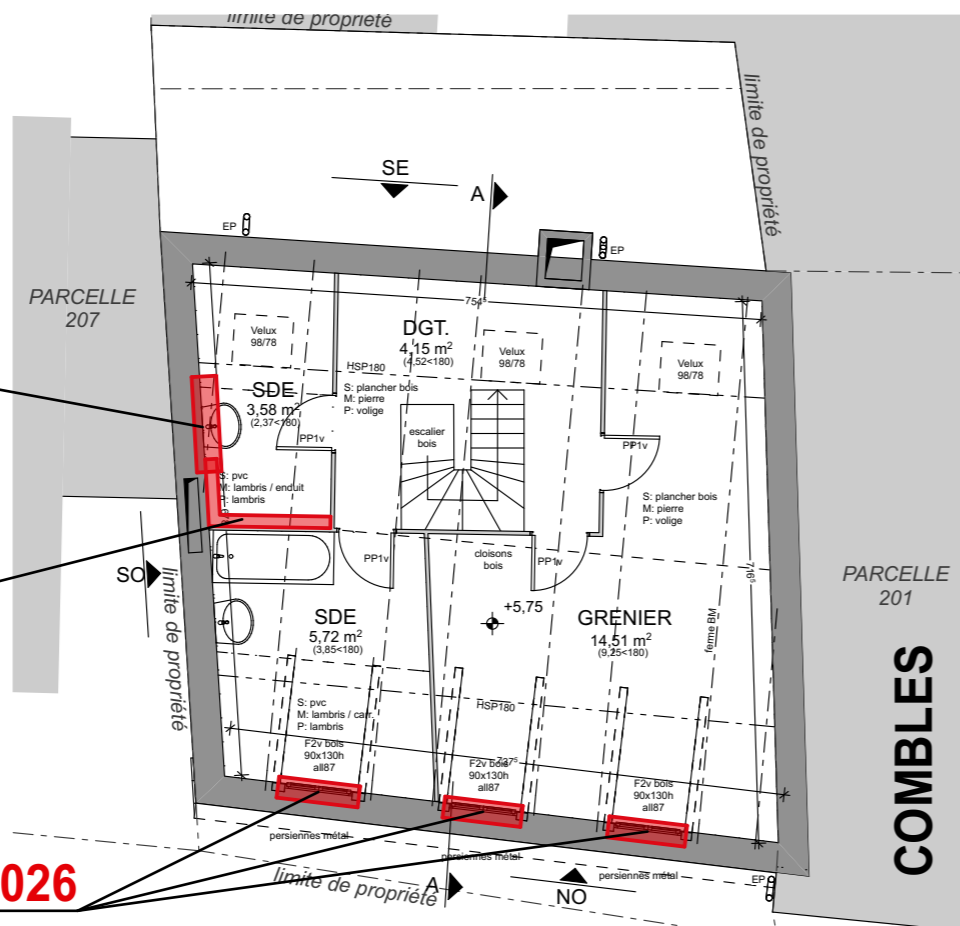 limite de propriété
limite de propriété
SE
A
EP
EP
PARCELLE
207
754⁵
Velux
98/78
DGT.
4,15 m²
(4,52<180)
Velux
98/78
Velux
98/78
HSP180
SDE
3,58 m²
(2,37<180)
S: plancher bois
M: pierre
P: volige
escalier
bois
PP1v
PP1v
S: pvc
M: lambris / enduit
P: lambris
S: plancher bois
M: pierre
P: volige
SO
limite de propriété
PP1v
cloisons
bois
PP1v
716⁵
PARCELLE
201
+5,75
SDE
5,72 m²
(3,85<180)
GRENIER
14,51 m²
(9,25<180)
ferme BM
COMBLES
S: pvc
M: lambris / carr.
P: lambris
HSP180
F2v bois
90x130h
all87
737⁵
F2v bois
90x130h
all87
F2v bois
90x130h
all87
persiennes métal
persiennes métal
persiennes métal
026
limite de propriété
A
NO
EP